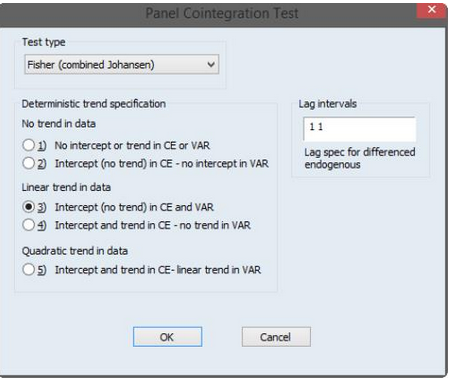 Panel Cointegration Test
Test type
Fisher (combined Johansen)
Deterministic trend specification
No trend in data
1) No intercept or trend in CE or VAR
2) Intercept (no trend) in CE - no intercept in VAR
Linear trend in data
3) Intercept (no trend) in CE and VAR
4) Intercept and trend in CE - no trend in VAR
Quadratic trend in data
5) Intercept and trend in CE- linear trend in VAR
Lag intervals
1 1
Lag spec for differenced
endogenous
OK
Cancel